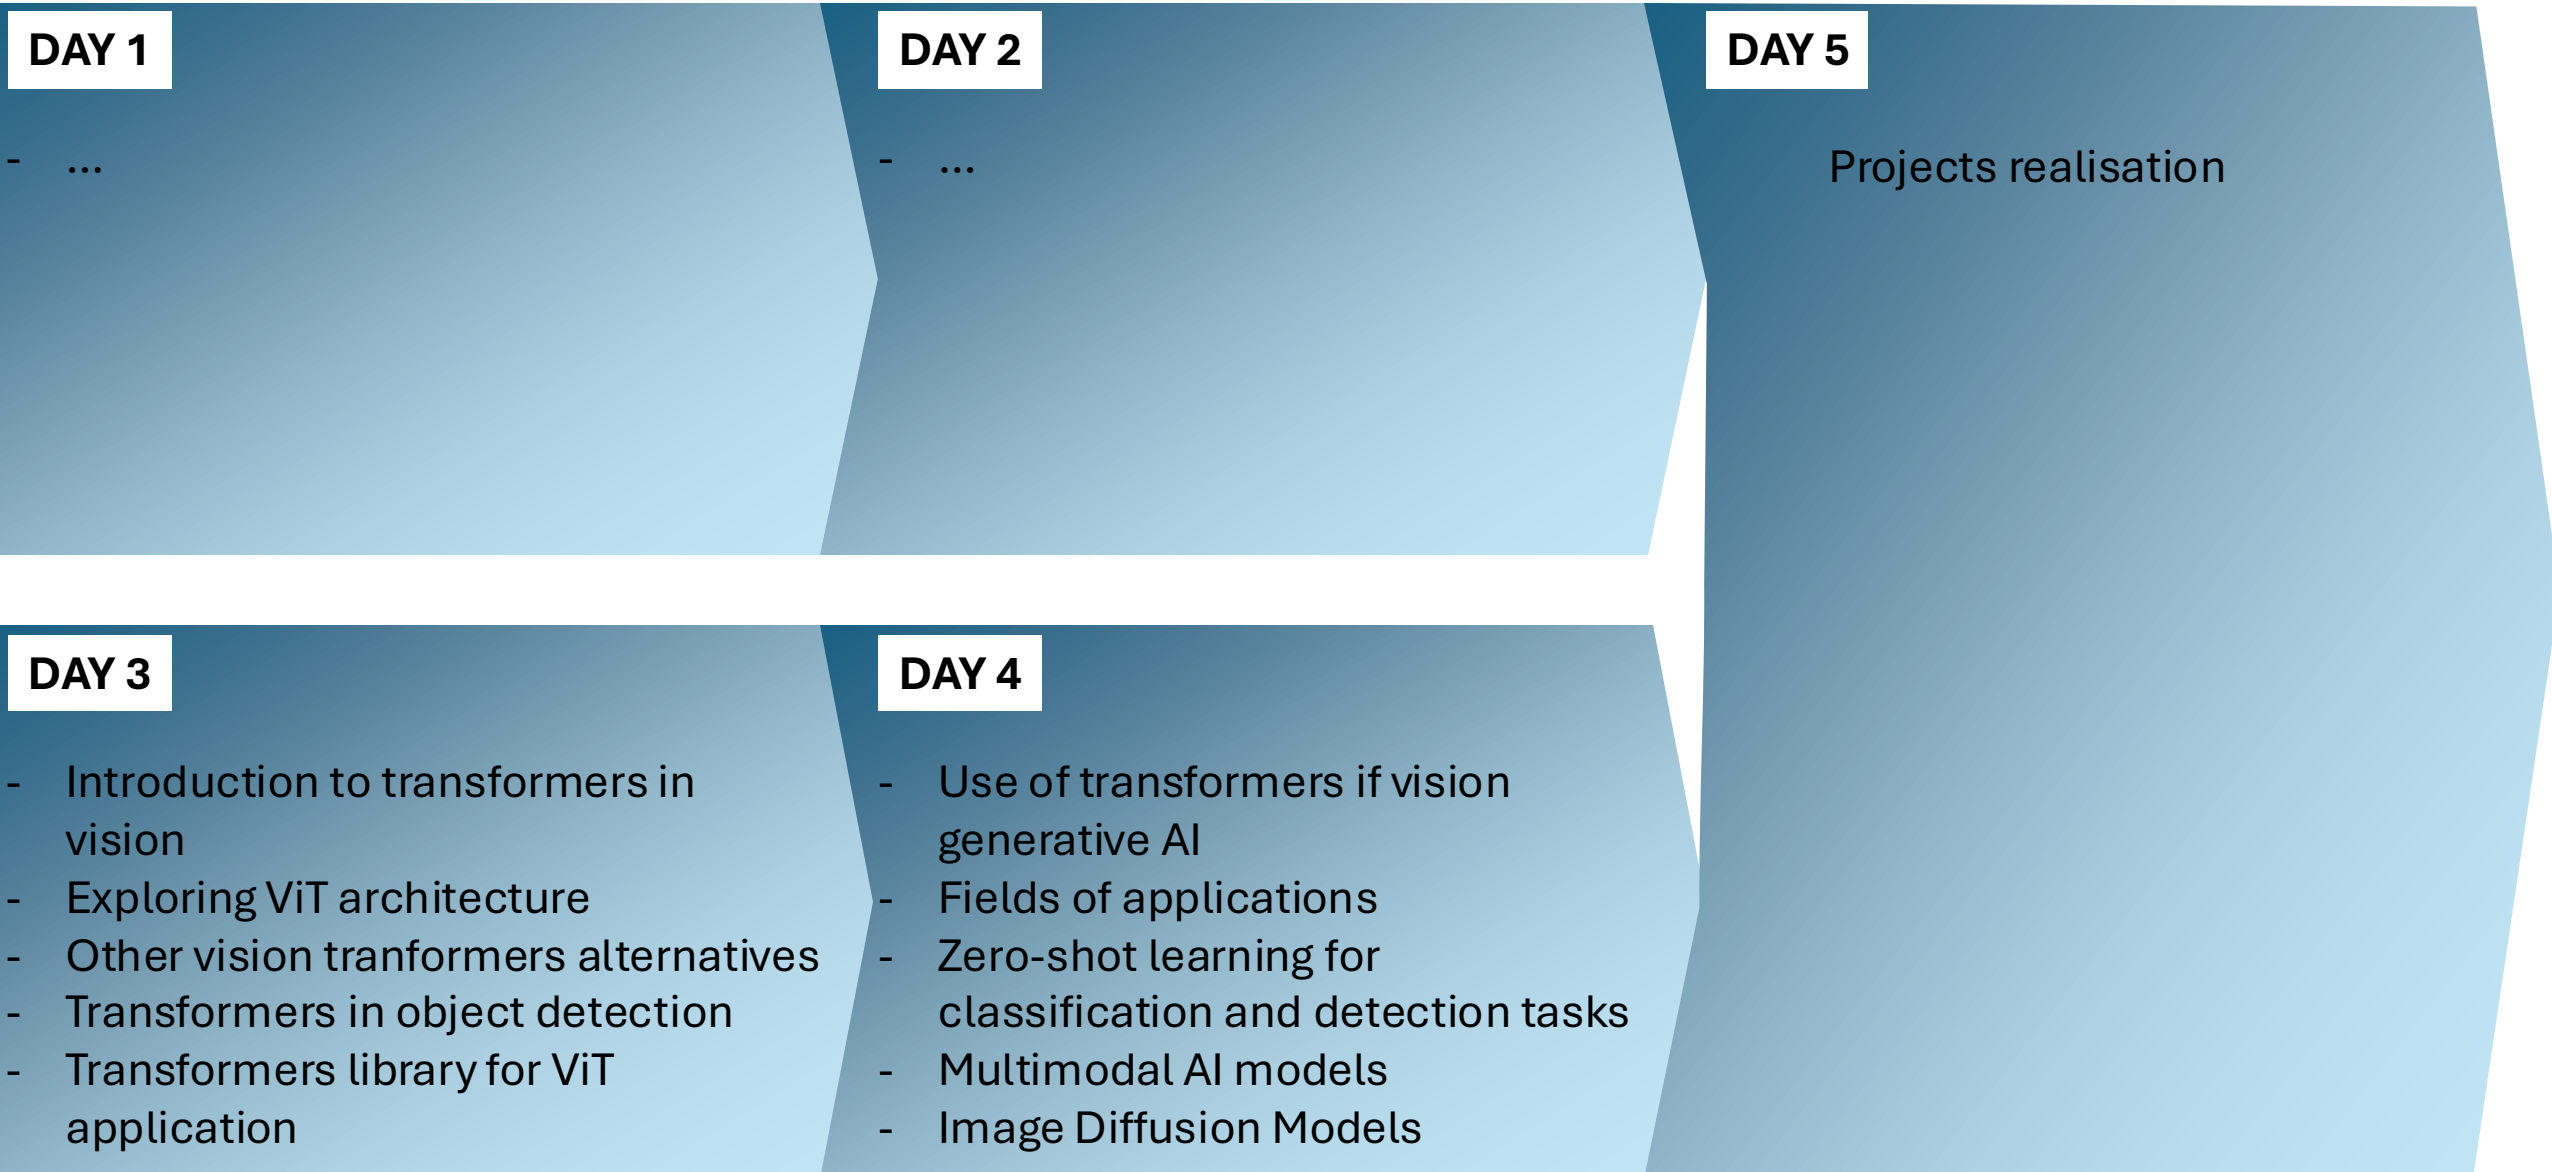 DAY 1
- ...
DAY 2
- ...
DAY 5
Projects realisation
DAY 3
- Introduction to transformers in
vision
- Exploring ViT architecture
- Other vision tranformers alternatives
- Transformers in object detection
- Transformers library for ViT
application
DAY 4
- Use of transformers if vision
generative AI
- Fields of applications
- Zero-shot learning for
classification and detection tasks
- Multimodal AI models
- Image Diffusion Models